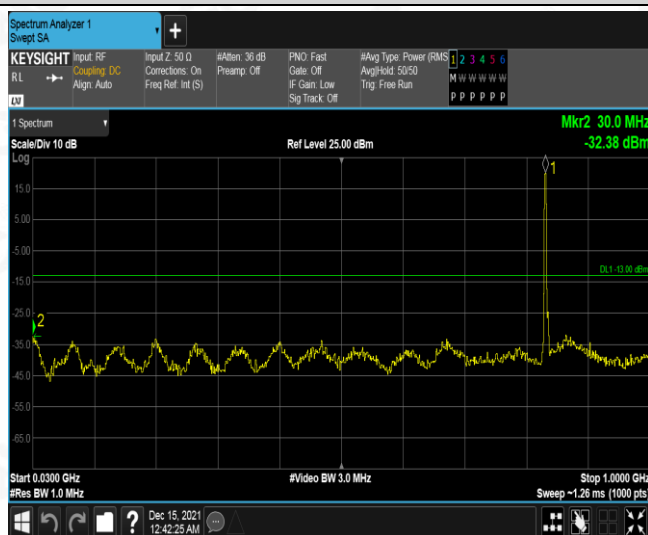 Spectrum Analyzer 1
Swept SA
+
KEYSIGHT
RL
Input: RF
Coupling: DC
Align: Auto
Input Z: 50 Ω
Corrections: On
Freq Ref: Int (S)
#Atten: 36 dB
Preamp: Off
PNO: Fast
Gate: Off
IF Gain: Low
Sig Track: Off
#Avg Type: Power (RMS
Avg|Hold: 50/50
Trig: Free Run
1 2 3 4 5 6
M W W W W W
P P P P P P
LXI
1 Spectrum
Mkr2 30.0 MHz
Scale/Div 10 dB
Ref Level 25.00 dBm
-32.38 dBm
Log
1
15.0
5.00
-5.00
DL1 -13.00 dBm
-15.0
-25.0
2
-35.0
-45.0
-55.0
-65.0
Start 0.0300 GHz
#Video BW 3.0 MHz
Stop 1.0000 GHz
#Res BW 1.0 MHz
Sweep ~1.26 ms (1000 pts)
?
Dec 15, 2021
12:42:25 AM